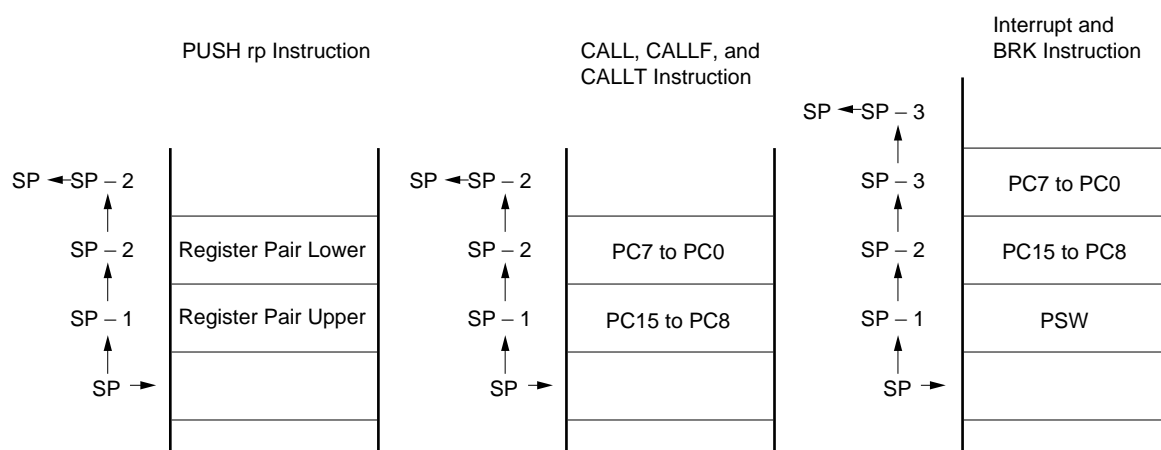 PUSH rp Instruction
SP SP – 2
SP – 2 Register Pair Lower
SP – 1 Register Pair Upper
SP
CALL, CALLF, and
CALLT Instruction
SP SP – 2
SP – 2 PC7 to PC0
SP – 1 PC15 to PC8
SP
Interrupt and
BRK Instruction
SP SP – 3
SP – 3 PC7 to PC0
SP – 2 PC15 to PC8
SP – 1 PSW
SP